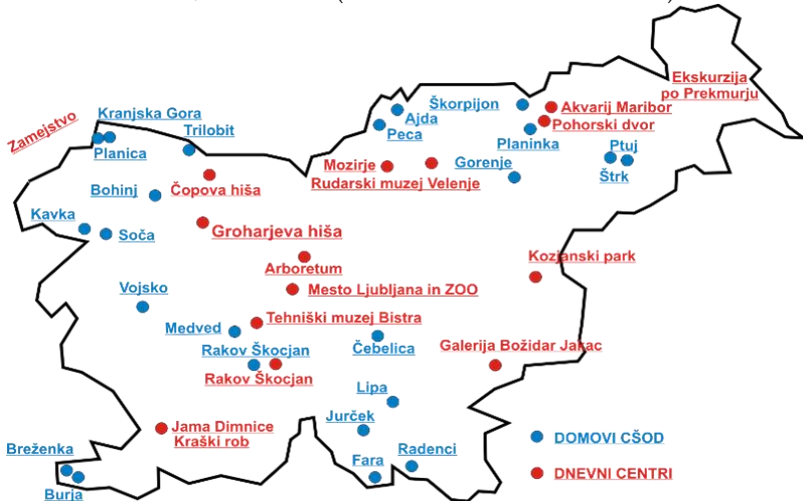 Ekskurzija
po Prekmurju
Zamejstvo
Kranjska Gora
Planica
Trilobit
Škorpijon
Ajda
Peca
Akvarij Maribor
Pohorski dvor
Planinka
Ptuj
Štrk
Mozirje
Rudarski muzej Velenje
Gorenje
Čopova hiša
Bohinj
Kavka
Soča
Groharjeva hiša
Arboretum
Kozjanski park
Mesto Ljubljana in ZOO
Vojsko
Tehniški muzej Bistra
Medved
Čebelica
Galerija Božidar Jakac
Rakov Škocjan
Rakov Škocjan
Lipa
Jurček
Jama Dimnice
Kraški rob
Breženka
Burja
Fara
Radenci
DOMOVI CŠOD
DNEVNI CENTRI